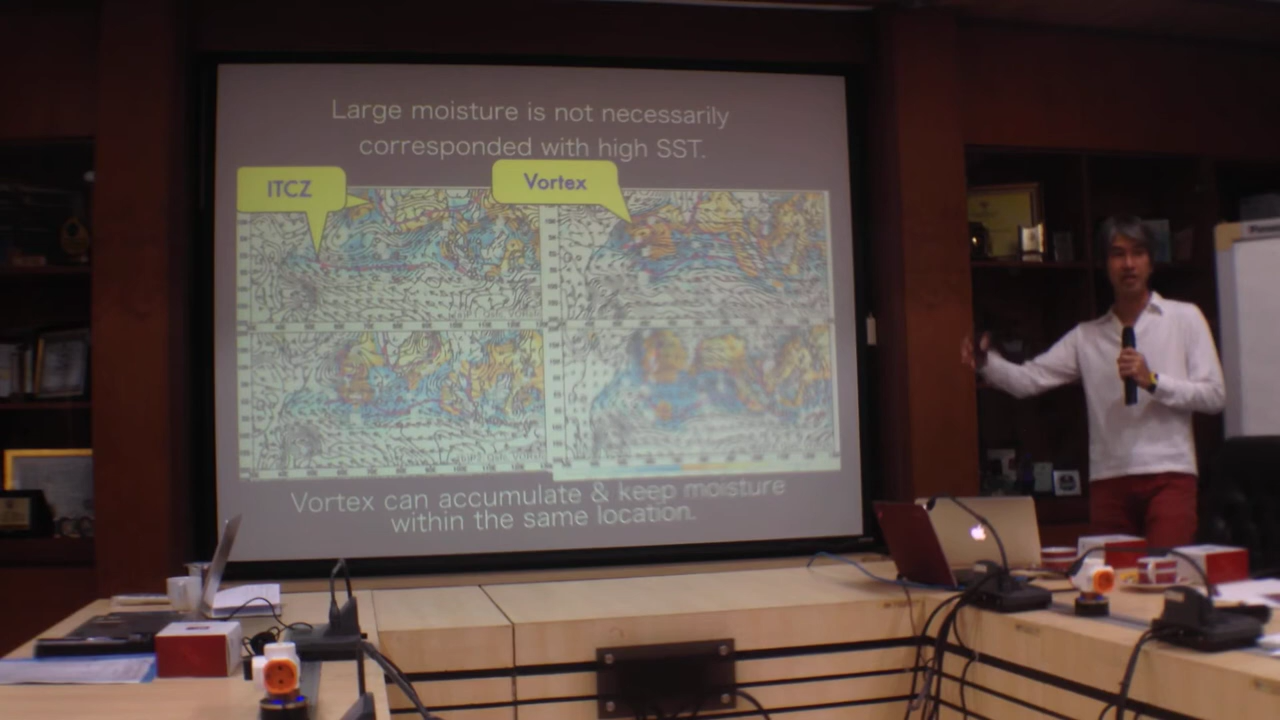 Large moisture is not necessarily
corresponded with high SST.
ITCZ
Vortex
Vortex can accumulate & keep moisture
within the same location.